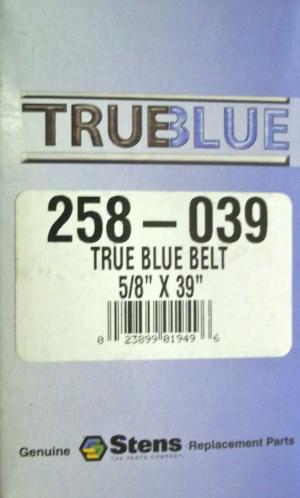 TRUEBLUE
258-039
TRUE BLUE BELT
5/8" X 39"
0 23899 01949 6
Genuine Stens Replacement Parts
THE PARTS COMPANY.